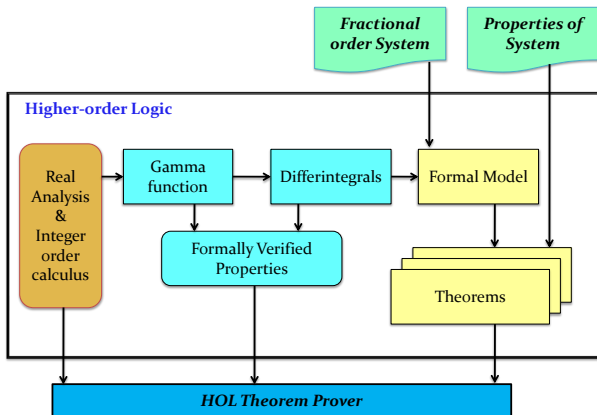 Fractional
order System
Properties of
System
Higher-order Logic
Real
Analysis
&
Integer
order
calculus
Gamma
function
Differintegrals
Formal Model
Formally Verified
Properties
Theorems
HOL Theorem Prover